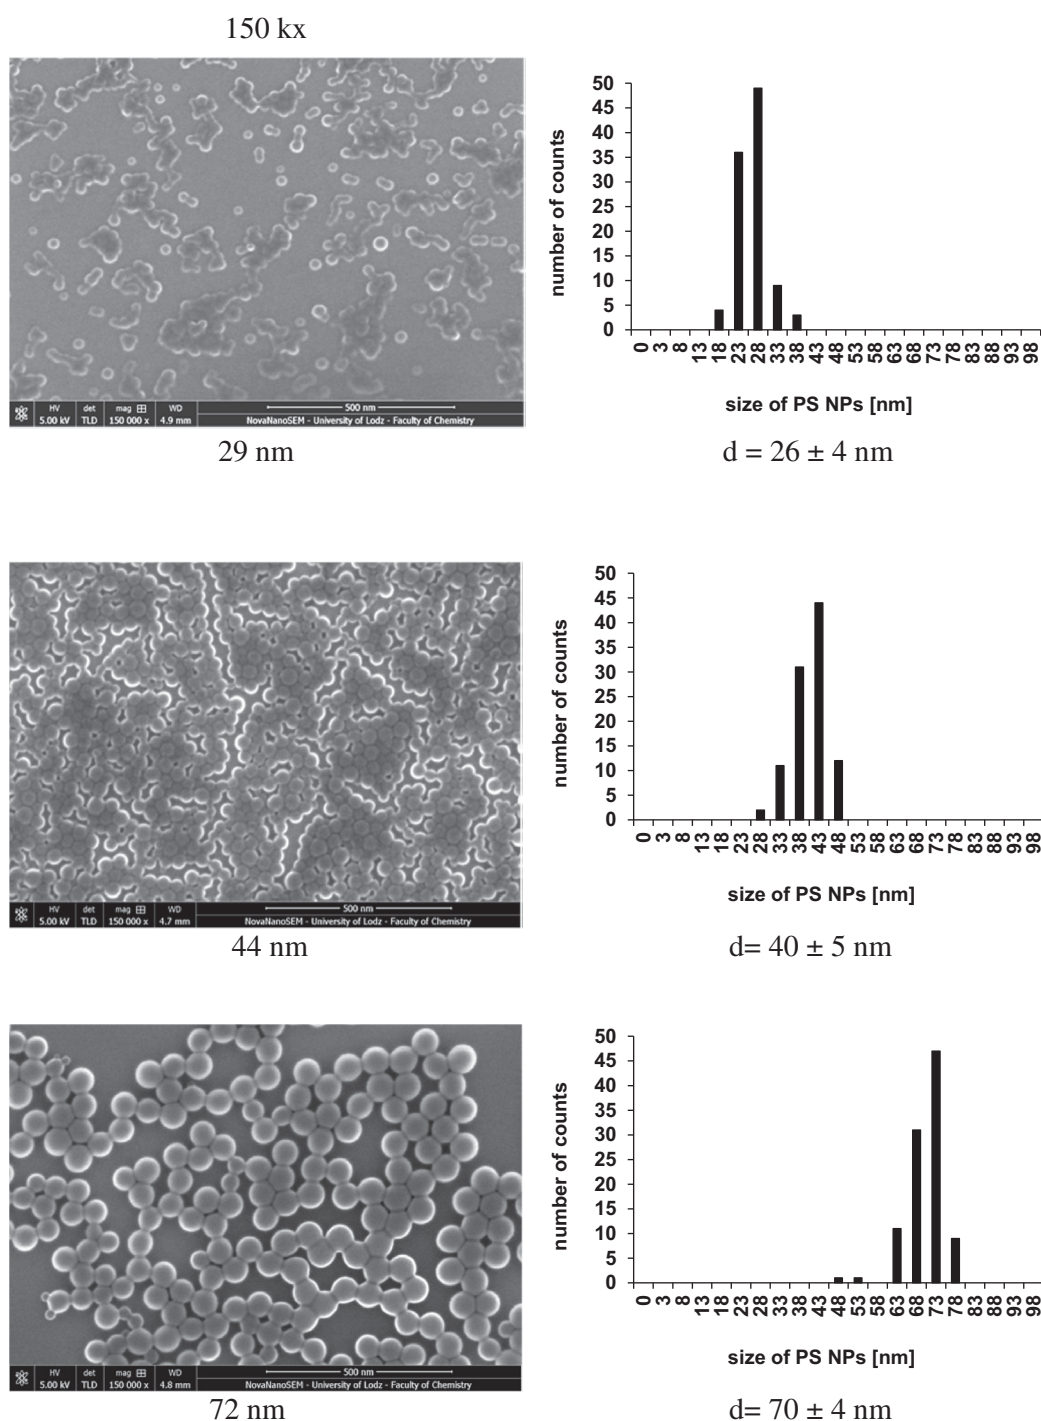 150 kx
50
45
40
35
30
25
20
15
10
5
0
number of counts
0 3 8 13 18 23 28 33 38 43 48 53 58 63 68 73 78 83 88 93 98
size of PS NPs [nm]
HV det mag WD 500 nm
5.00 kV TLD 150 000 x 4.9 mm NovaNanoSEM - University of Lodz - Faculty of Chemistry
29 nm
d = 26 ± 4 nm
50
45
40
35
30
25
20
15
10
5
0
number of counts
0 3 8 13 18 23 28 33 38 43 48 53 58 63 68 73 78 83 88 93 98
size of PS NPs [nm]
HV det mag WD 500 nm
5.00 kV TLD 150 000 x 4.7 mm NovaNanoSEM - University of Lodz - Faculty of Chemistry
44 nm
d= 40 ± 5 nm
50
45
40
35
30
25
20
15
10
5
0
number of counts
0 3 8 13 18 23 28 33 38 43 48 53 58 63 68 73 78 83 88 93 98
size of PS NPs [nm]
HV det mag WD 500 nm
5.00 kV TLD 150 000 x 4.8 mm NovaNanoSEM - University of Lodz - Faculty of Chemistry
72 nm
d= 70 ± 4 nm